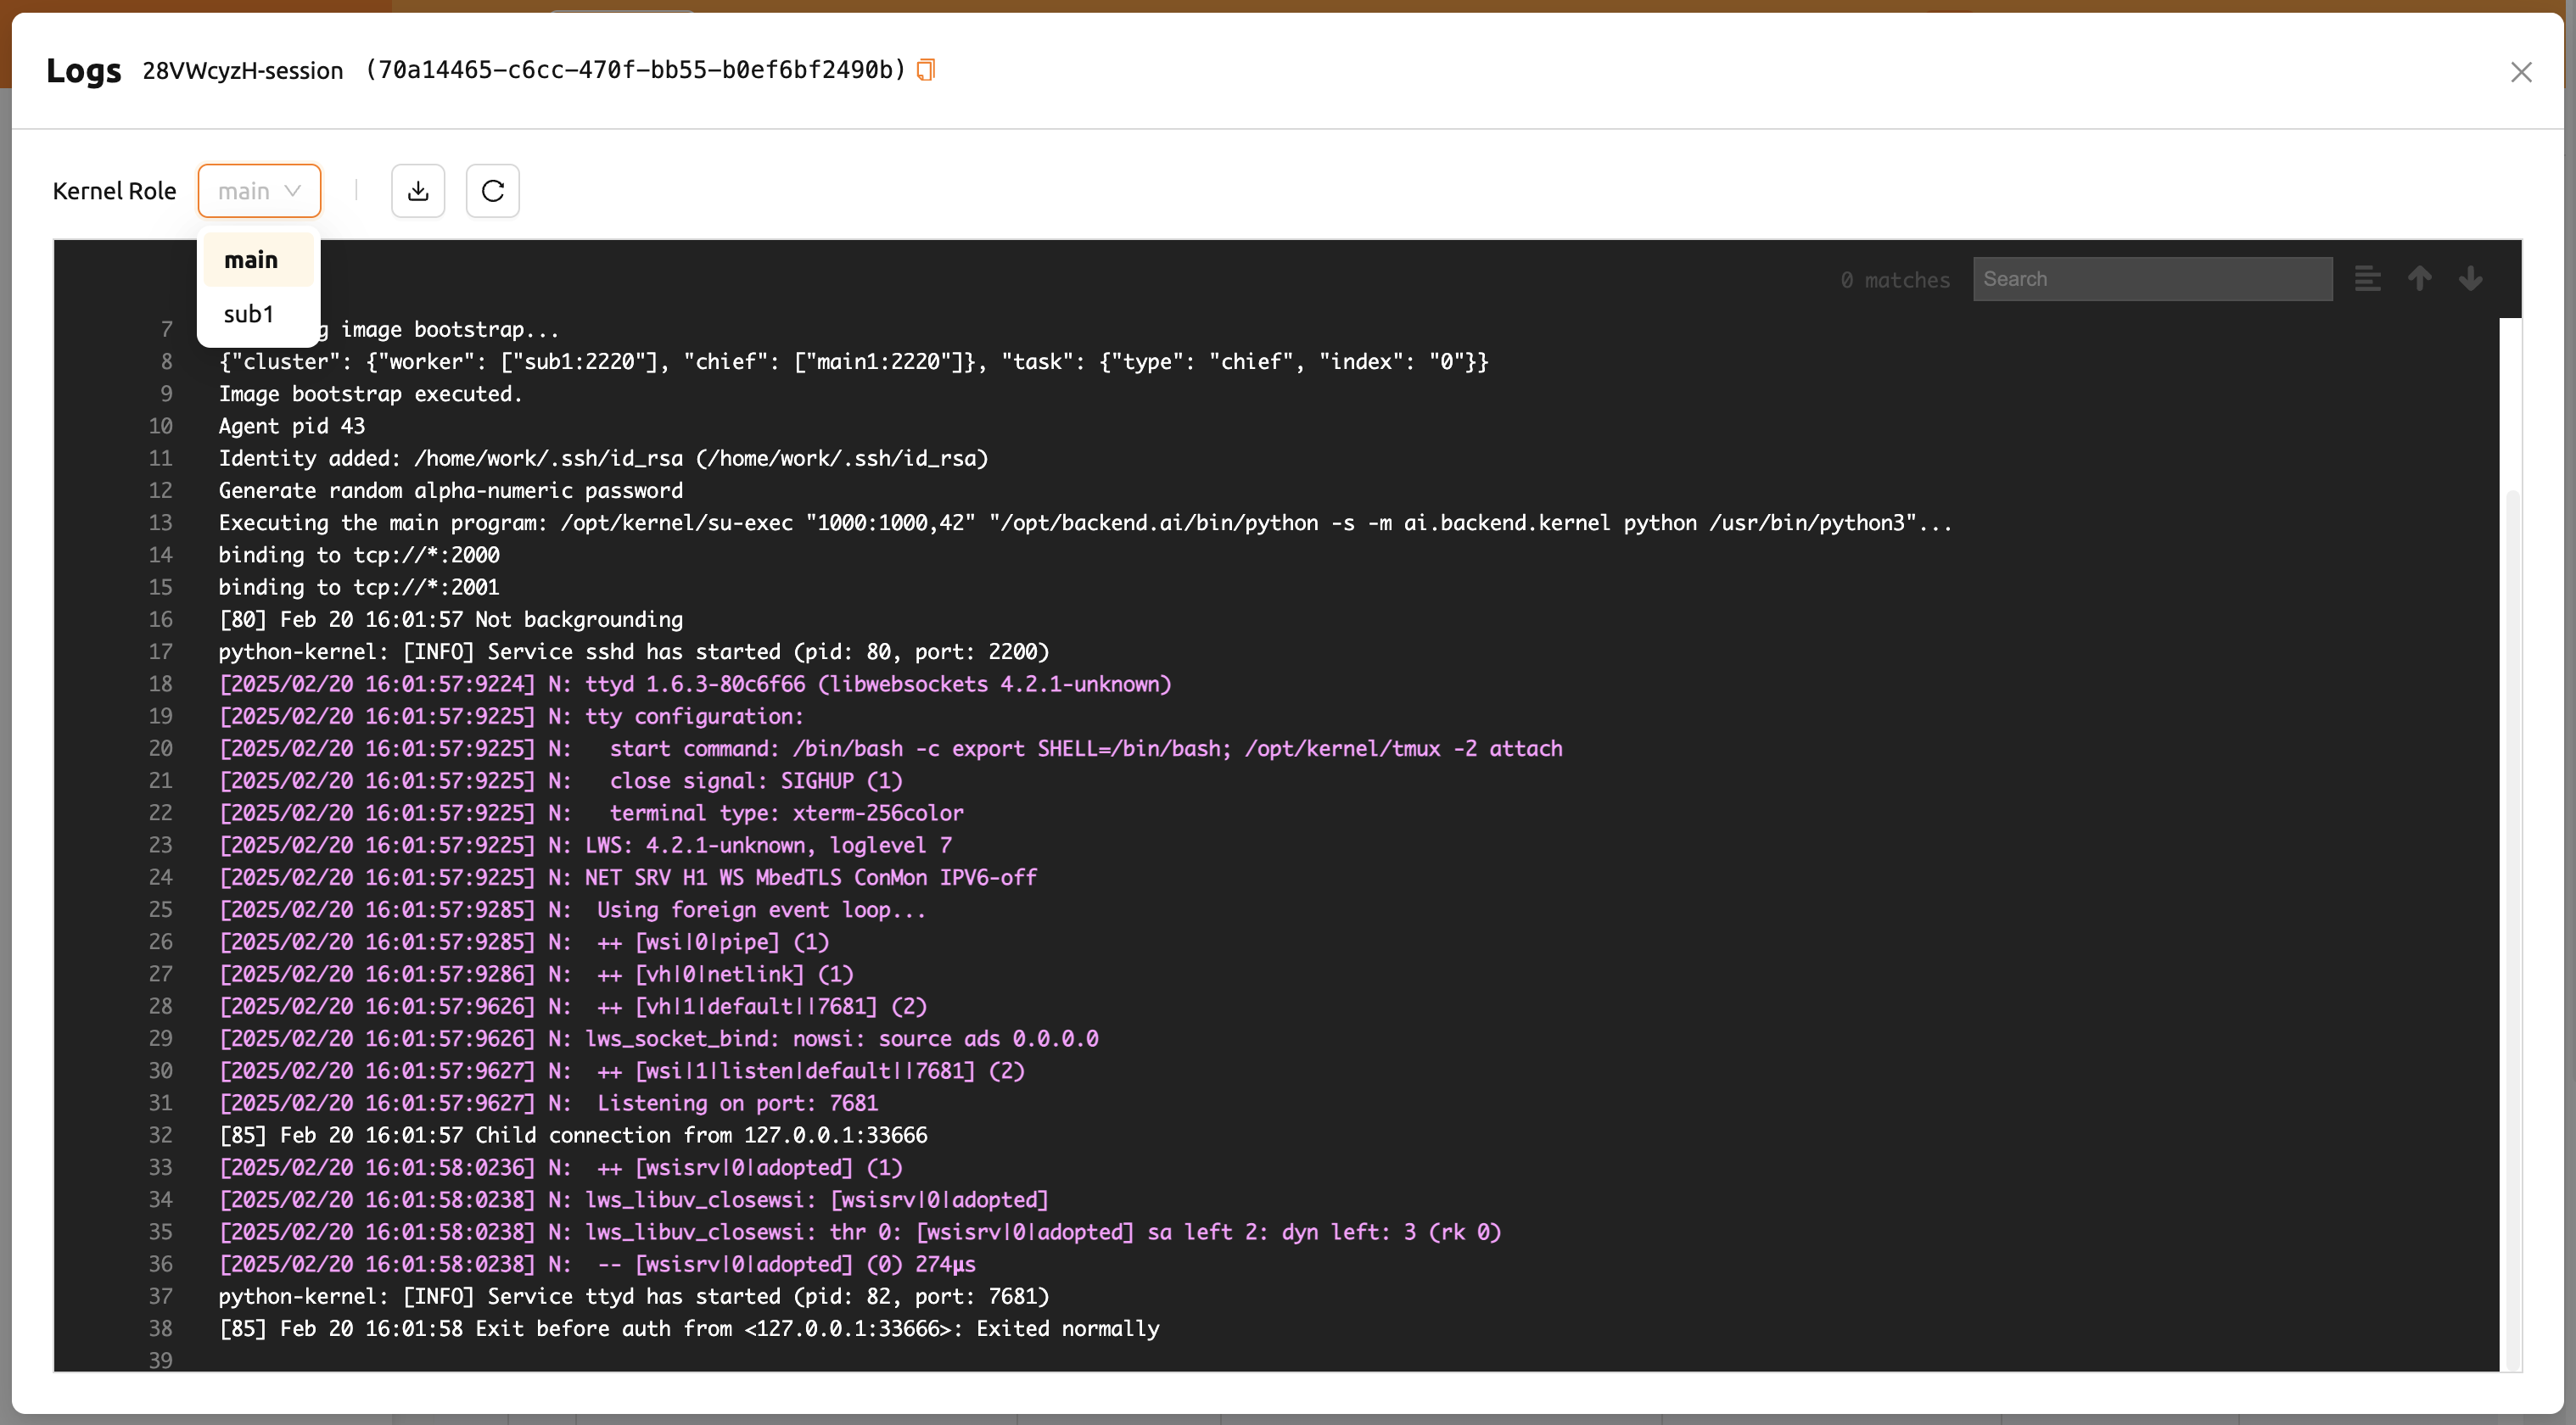 Logs 28VWcyzH-session (70a14465-c6cc-470f-bb55-b0ef6bf2490b)
Kernel Role main
main
sub1
0 matches Search
7 g image bootstrap...
8 {"cluster": {"worker": ["sub1:2220"], "chief": ["main1:2220"]}, "task": {"type": "chief", "index": "0"}}
9 Image bootstrap executed.
10 Agent pid 43
11 Identity added: /home/work/.ssh/id_rsa (/home/work/.ssh/id_rsa)
12 Generate random alpha-numeric password
13 Executing the main program: /opt/kernel/su-exec "1000:1000,42" "/opt/backend.ai/bin/python -s -m ai.backend.kernel python /usr/bin/python3"...
14 binding to tcp://*:2000
15 binding to tcp://*:2001
16 [80] Feb 20 16:01:57 Not backgrounding
17 python-kernel: [INFO] Service sshd has started (pid: 80, port: 2200)
18 [2025/02/20 16:01:57:9224] N: ttyd 1.6.3-80c6f66 (libwebsockets 4.2.1-unknown)
19 [2025/02/20 16:01:57:9225] N: tty configuration:
20 [2025/02/20 16:01:57:9225] N:   start command: /bin/bash -c export SHELL=/bin/bash; /opt/kernel/tmux -2 attach
21 [2025/02/20 16:01:57:9225] N:   close signal: SIGHUP (1)
22 [2025/02/20 16:01:57:9225] N:   terminal type: xterm-256color
23 [2025/02/20 16:01:57:9225] N: LWS: 4.2.1-unknown, loglevel 7
24 [2025/02/20 16:01:57:9225] N: NET SRV H1 WS MbedTLS ConMon IPV6-off
25 [2025/02/20 16:01:57:9285] N:  Using foreign event loop...
26 [2025/02/20 16:01:57:9285] N:  ++ [wsi|0|pipe] (1)
27 [2025/02/20 16:01:57:9286] N:  ++ [vh|0|netlink] (1)
28 [2025/02/20 16:01:57:9626] N:  ++ [vh|1|default||7681] (2)
29 [2025/02/20 16:01:57:9626] N: lws_socket_bind: nowsi: source ads 0.0.0.0
30 [2025/02/20 16:01:57:9627] N:  ++ [wsi|1|listen|default||7681] (2)
31 [2025/02/20 16:01:57:9627] N:  Listening on port: 7681
32 [85] Feb 20 16:01:57 Child connection from 127.0.0.1:33666
33 [2025/02/20 16:01:58:0236] N:  ++ [wsisrv|0|adopted] (1)
34 [2025/02/20 16:01:58:0238] N: lws_libuv_closewsi: [wsisrv|0|adopted]
35 [2025/02/20 16:01:58:0238] N: lws_libuv_closewsi: thr 0: [wsisrv|0|adopted] sa left 2: dyn left: 3 (rk 0)
36 [2025/02/20 16:01:58:0238] N:  -- [wsisrv|0|adopted] (0) 274μs
37 python-kernel: [INFO] Service ttyd has started (pid: 82, port: 7681)
38 [85] Feb 20 16:01:58 Exit before auth from <127.0.0.1:33666>: Exited normally
39